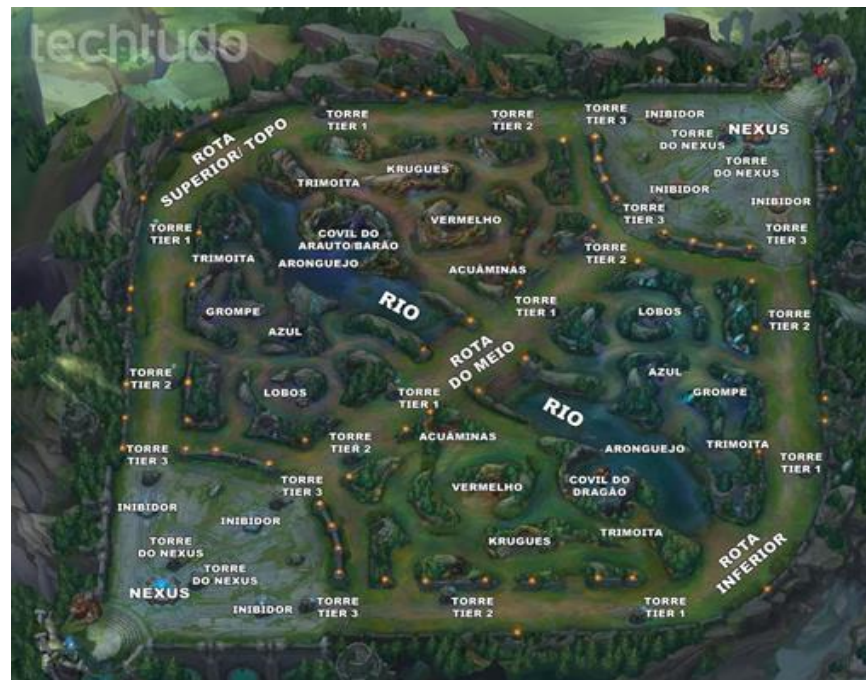 techtudo
TORRE
TIER 1
TORRE
TIER 2
TORRE
TIER 3
INIBIDOR
TORRE
DO NEXUS
NEXUS
TORRE
DO NEXUS
INIBIDOR
INIBIDOR
TORRE
TIER 3
TORRE
TIER 3
ROTA
SUPERIOR/ TOPO
KRUGUES
TRIMOITA
VERMELHO
COVIL DO
ARAUTO/BARÃO
TORRE
TIER 1
TRIMOITA
ARONGUEJO
ACUÂMINAS
TORRE
TIER 2
GROMPE
AZUL
RIO
TORRE
TIER 1
LOBOS
TORRE
TIER 2
ROTA
DO MEIO
TORRE
TIER 2
LOBOS
TORRE
TIER 1
AZUL
GROMPE
RIO
TORRE
TIER 2
ACUÂMINAS
ARONGUEJO
TRIMOITA
TORRE
TIER 3
TORRE
TIER 3
VERMELHO
COVIL DO
DRAGÃO
TORRE
TIER 1
INIBIDOR
INIBIDOR
TORRE
DO NEXUS
KRUGUES
TRIMOITA
ROTA
INFERIOR
TORRE
DO NEXUS
NEXUS
INIBIDOR
TORRE
TIER 3
TORRE
TIER 2
TORRE
TIER 1